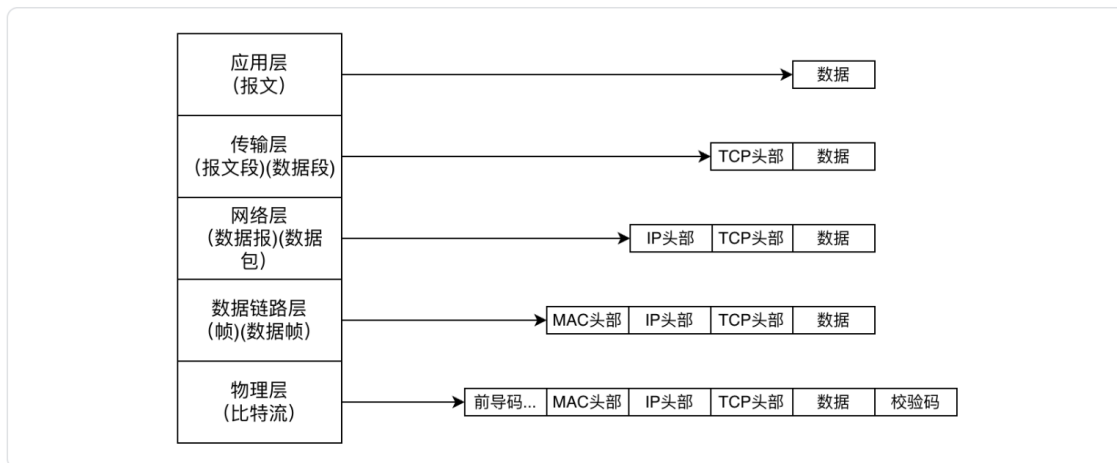 应用层
（报文）
数据
传输层
（报文段）(数据段)
TCP头部 数据
网络层
（数据报)(数据
包）
IP头部 TCP头部 数据
数据链路层
（帧)(数据帧）
MAC头部 IP头部 TCP头部 数据
物理层
（比特流）
前导码... MAC头部 IP头部 TCP头部 数据 校验码